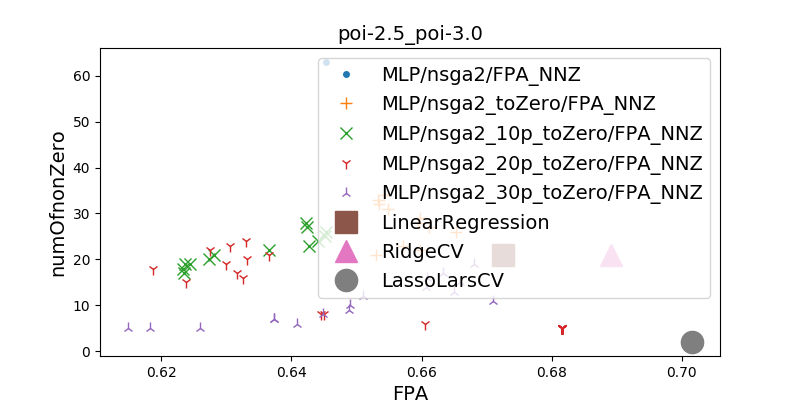 poi-2.5_poi-3.0
numOfnonZero
60
50
40
30
20
10
0
MLP/nsga2/FPA_NNZ
MLP/nsga2_toZero/FPA_NNZ
MLP/nsga2_10p_toZero/FPA_NNZ
MLP/nsga2_20p_toZero/FPA_NNZ
MLP/nsga2_30p_toZero/FPA_NNZ
LinearRegression
RidgeCV
LassoLarsCV
0.62 0.64 0.66 0.68 0.70
FPA